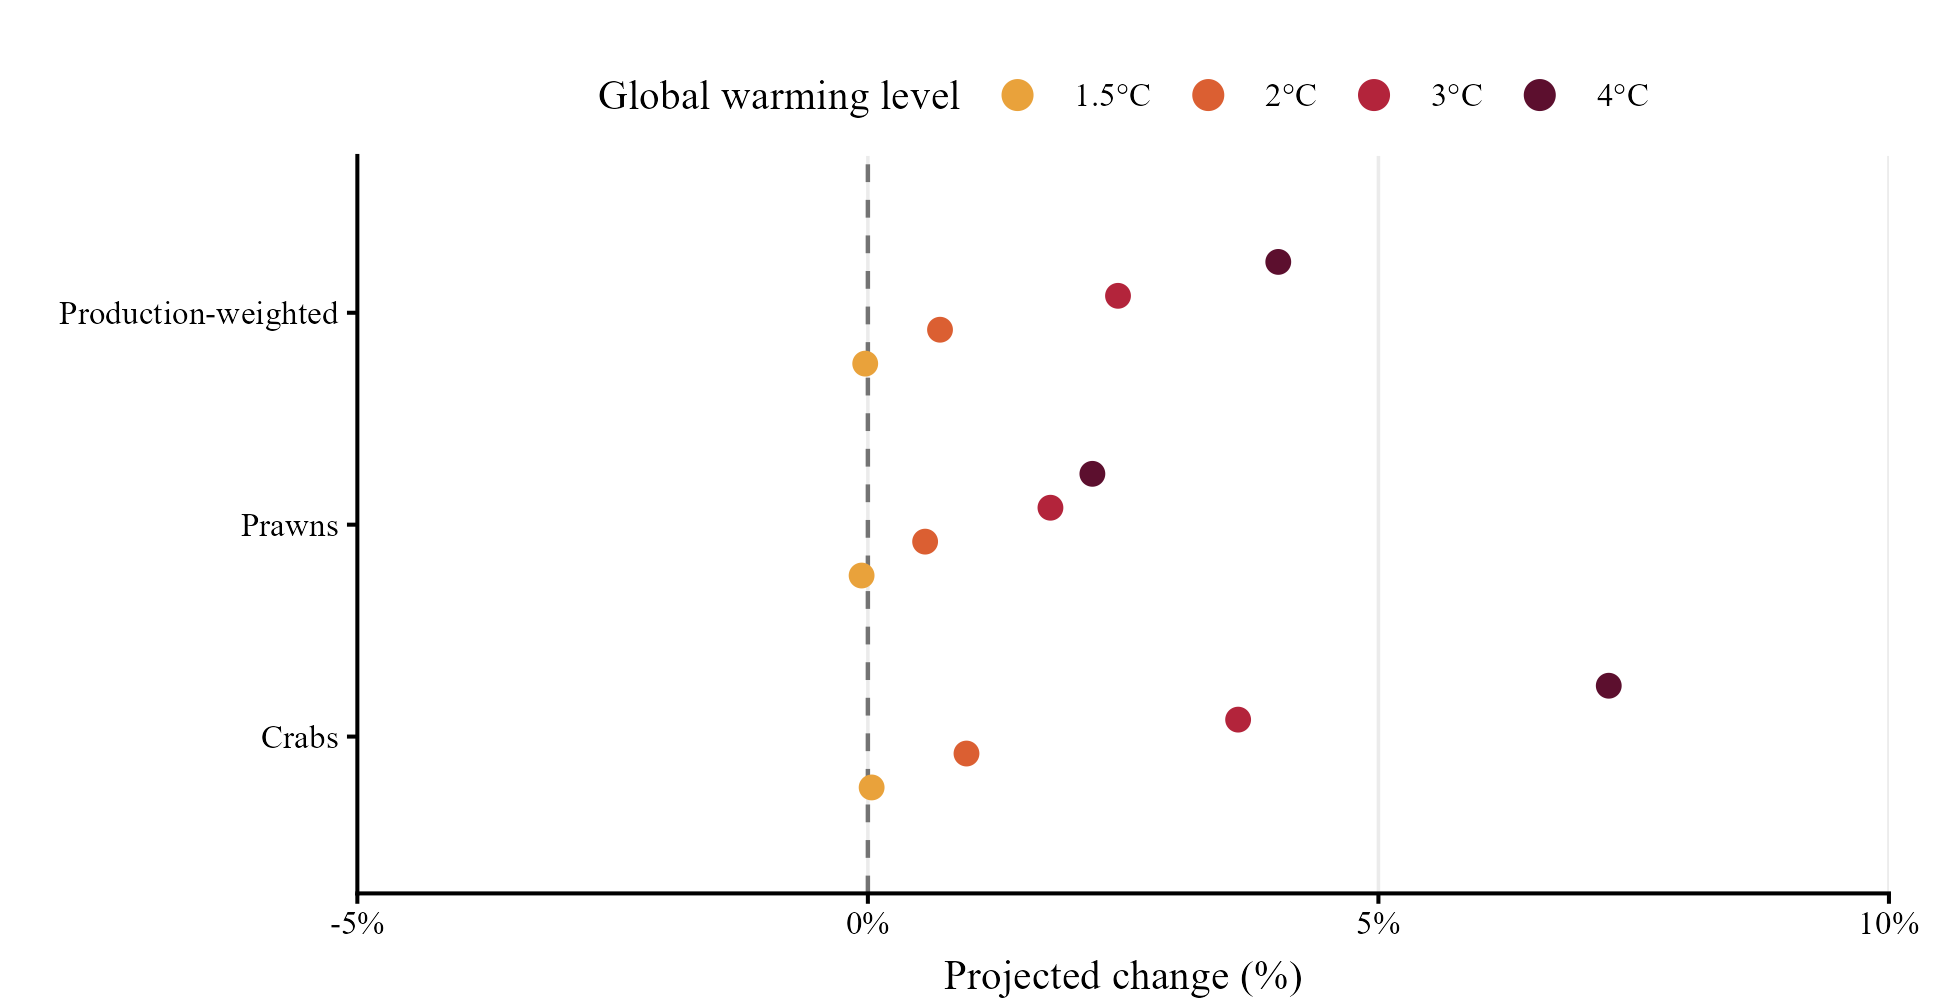 Global warming level 1.5°C 2°C 3°C 4°C
Production-weighted
Prawns
Crabs
-5% 0% 5% 10%
Projected change (%)